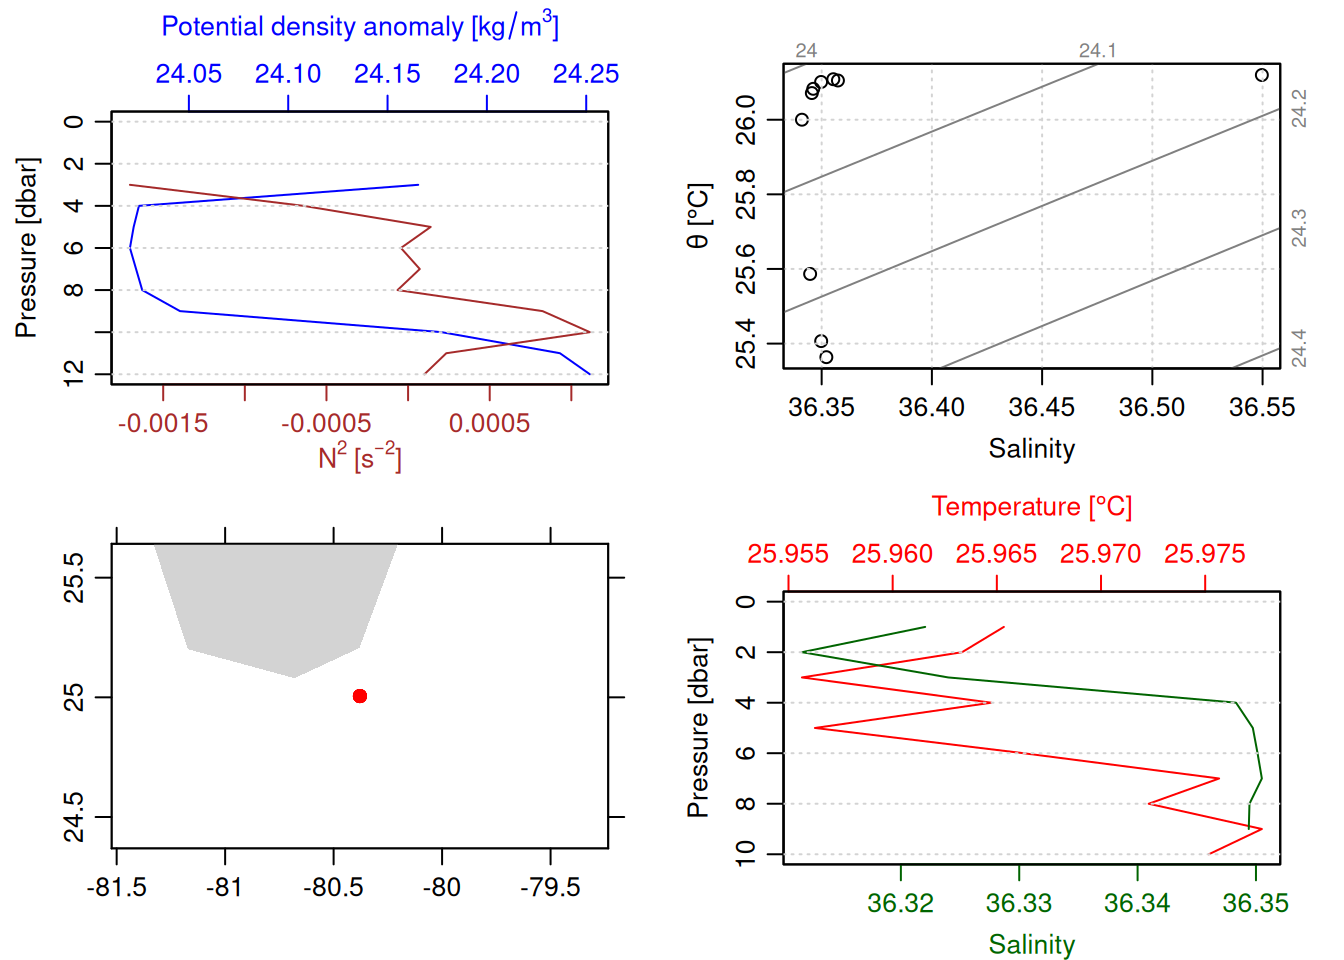 Potential density anomaly [kg/m³]
24.05 24.10 24.15 24.20 24.25
Pressure [dbar]
0
2
4
6
8
12
-0.0015 -0.0005 0.0005
N² [s⁻²]
24 24.1
24.2
24.3
24.4
θ [°C]
26.0
25.8
25.6
25.4
36.35 36.40 36.45 36.50 36.55
Salinity
25.5
25
24.5
-81.5 -81 -80.5 -80 -79.5
Temperature [°C]
25.955 25.960 25.965 25.970 25.975
Pressure [dbar]
0
2
4
6
8
10
36.32 36.33 36.34 36.35
Salinity